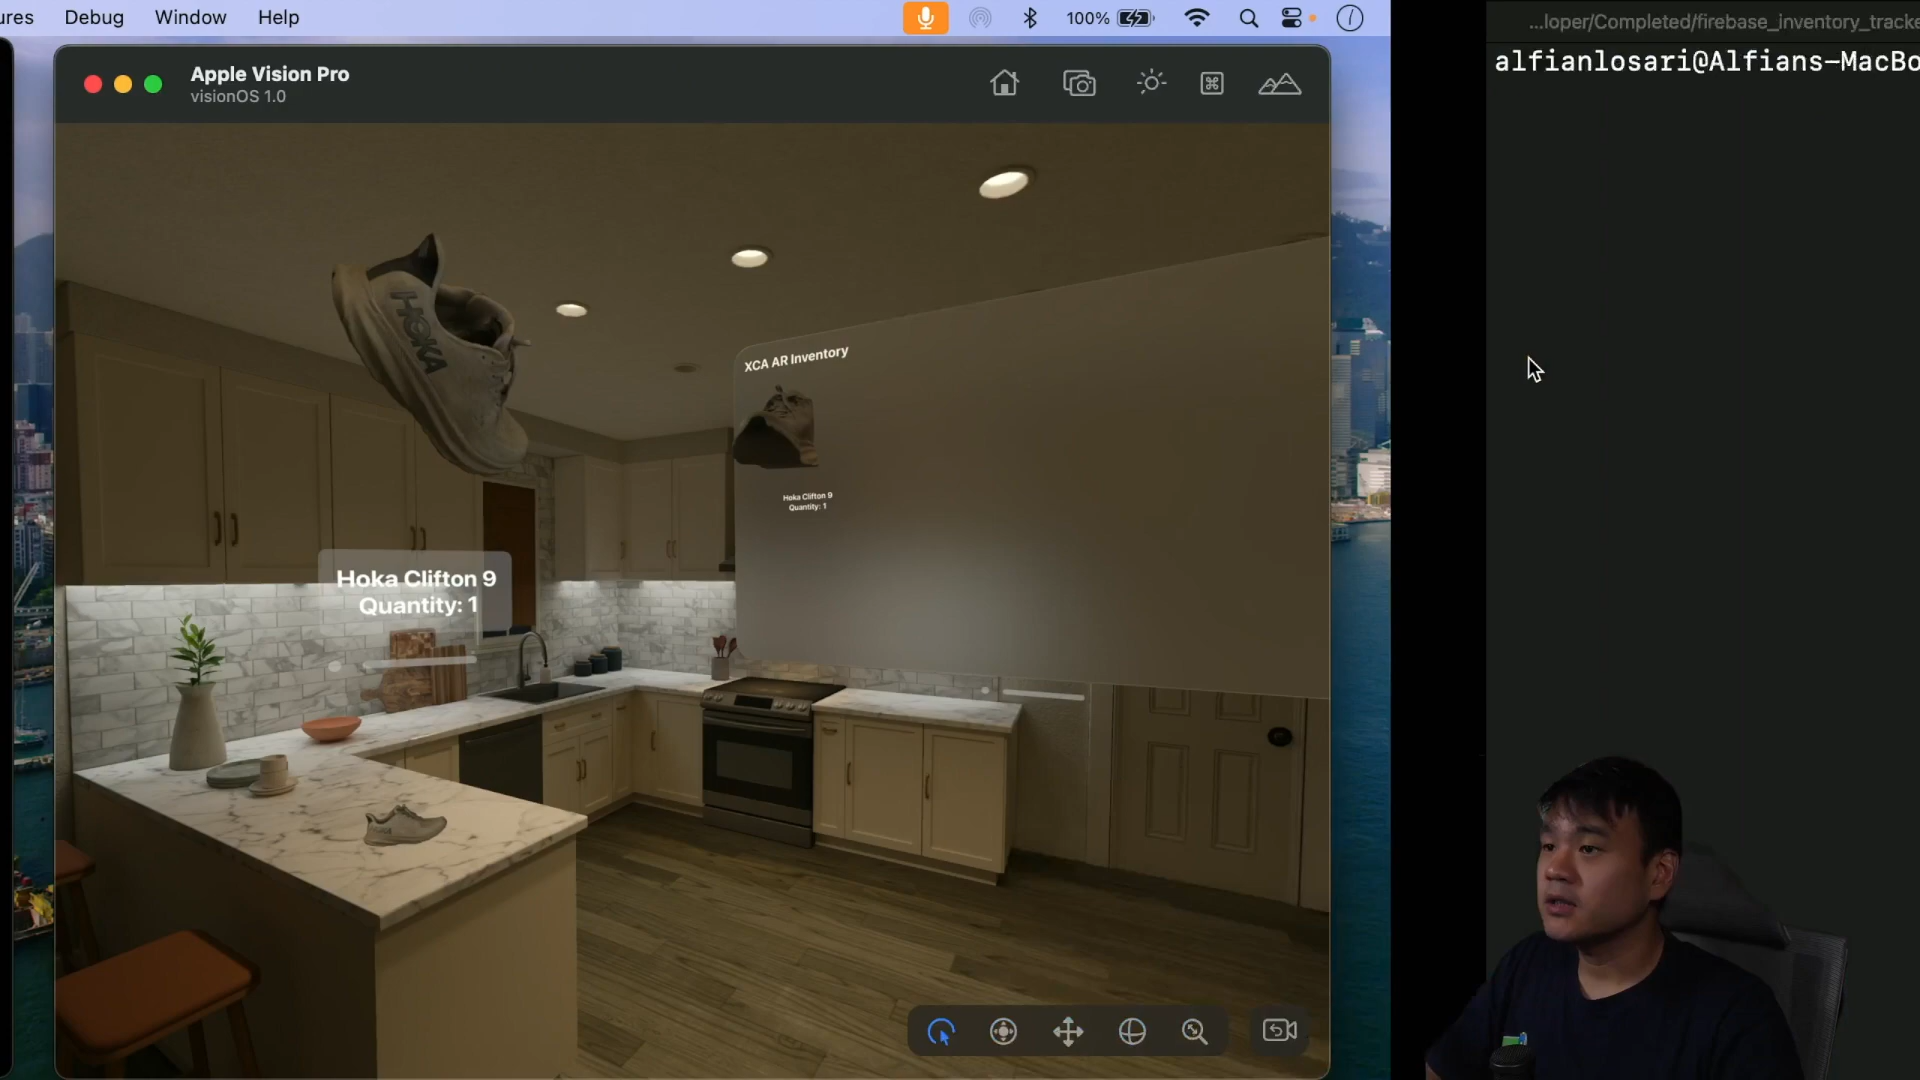 ures Debug Window Help 100%
Apple Vision Pro
visionOS 1.0
...loper/Completed/firebase_inventory_tracke
alfianlosari@Alfians-MacBo
HOKA
XCA AR Inventory
Hoka Clifton 9
Quantity: 1
Hoka Clifton 9
Quantity: 1